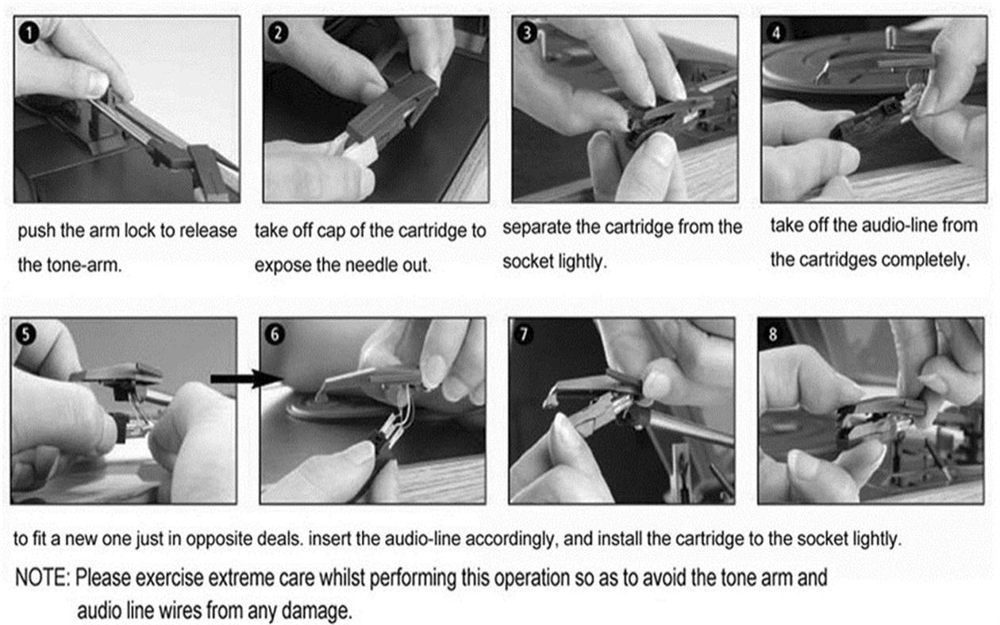 1
2
3
4
push the arm lock to release
the tone-arm.
take off cap of the cartridge to
expose the needle out.
separate the cartridge from the
socket lightly.
take off the audio-line from
the cartridges completely.
5
6
7
8
to fit a new one just in opposite deals. insert the audio-line accordingly, and install the cartridge to the socket lightly.
NOTE: Please exercise extreme care whilst performing this operation so as to avoid the tone arm and
audio line wires from any damage.